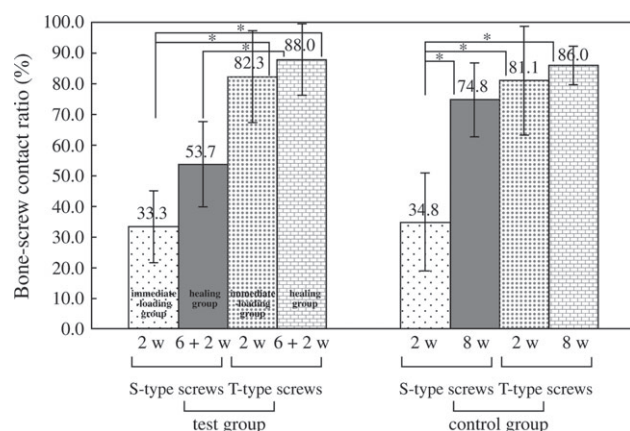 Bone-screw contact ratio (%)
100.0
90.0
80.0
70.0
60.0
50.0
40.0
30.0
20.0
10.0
0.0
*
*
*
33.3
53.7
82.3
88.0
immediate
loading
group
healing
group
immediate
loading
group
healing
group
*
*
*
34.8
74.8
81.1
86.0
2 w 6 + 2 w 2 w 6 + 2 w
2 w 8 w 2 w 8 w
S-type screws T-type screws
S-type screws T-type screws
test group
control group